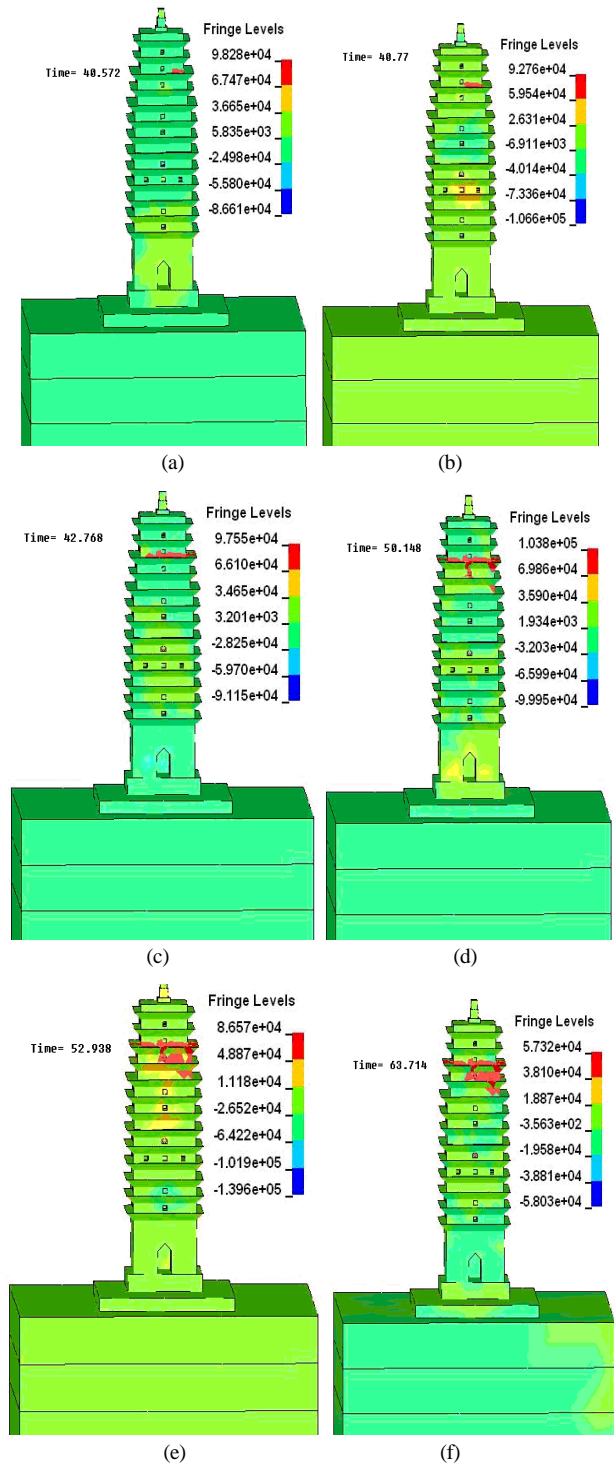 Fringe Levels
Time= 40.572
9.828e+04
6.747e+04
3.665e+04
5.835e+03
-2.498e+04
-5.580e+04
-8.661e+04
(a)
Fringe Levels
Time= 40.77
9.276e+04
5.954e+04
2.631e+04
-6.911e+03
-4.014e+04
-7.336e+04
-1.066e+05
(b)
Fringe Levels
Time= 42.768
9.755e+04
6.610e+04
3.465e+04
3.201e+03
-2.825e+04
-5.970e+04
-9.115e+04
(c)
Fringe Levels
Time= 50.148
1.038e+05
6.986e+04
3.590e+04
1.934e+03
-3.203e+04
-6.599e+04
-9.995e+04
(d)
Fringe Levels
Time= 52.938
8.657e+04
4.887e+04
1.118e+04
-2.652e+04
-6.422e+04
-1.019e+05
-1.396e+05
(e)
Fringe Levels
Time= 63.714
5.732e+04
3.810e+04
1.887e+04
-3.563e+02
-1.958e+04
-3.881e+04
-5.803e+04
(f)